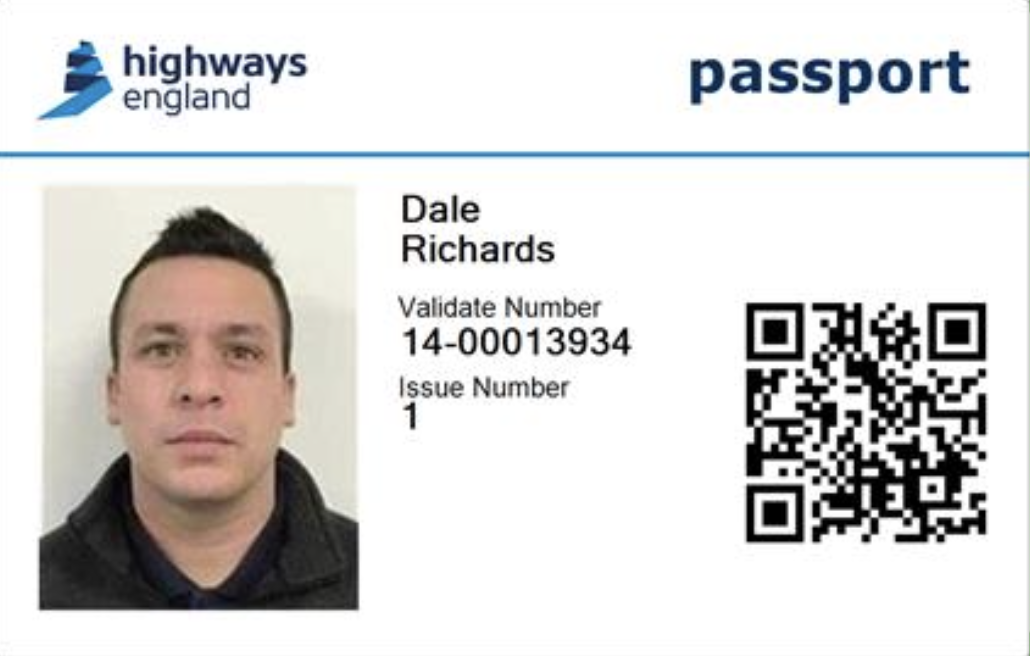 highways
england
passport
Dale
Richards
Validate Number
14-00013934
Issue Number
1